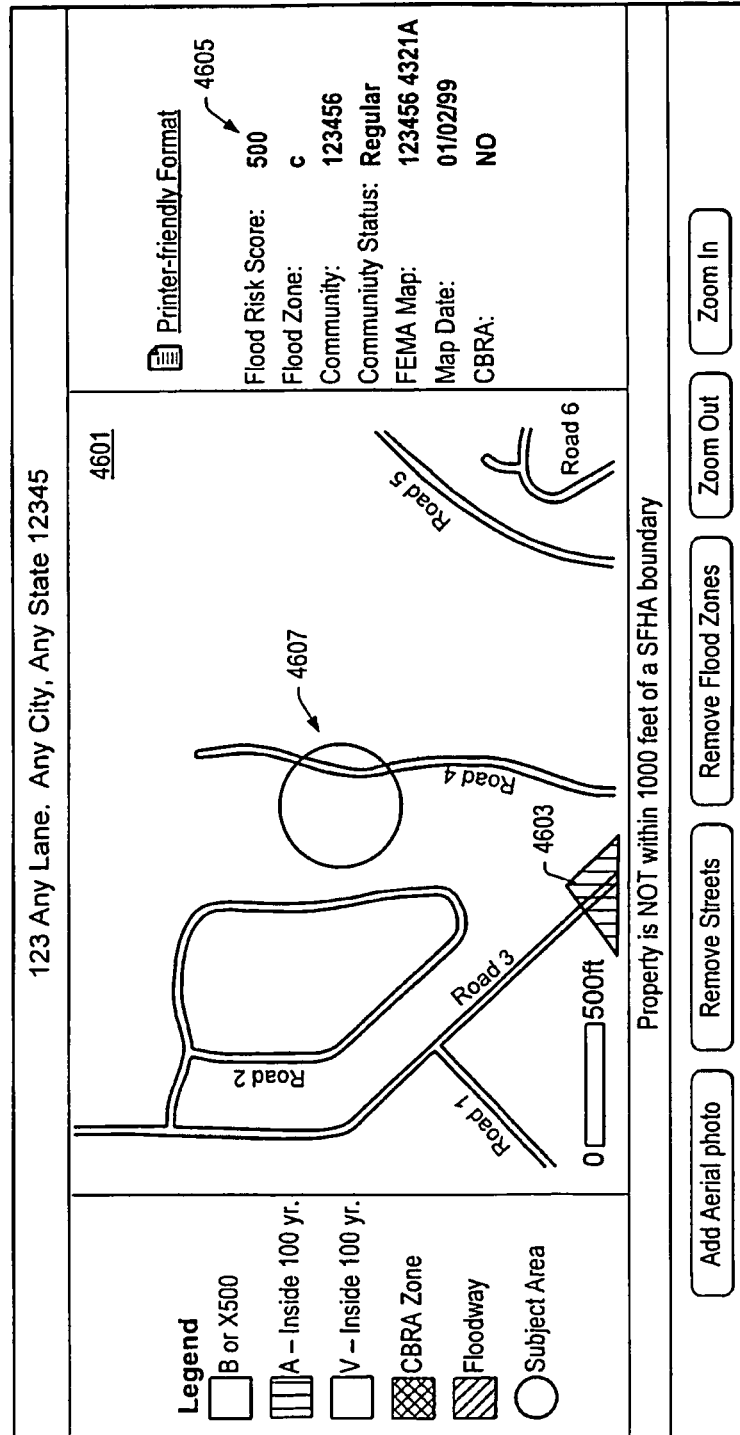 123 Any Lane. Any City, Any State 12345
Legend
B or X500
A – Inside 100 yr.
V – Inside 100 yr.
CBRA Zone
Floodway
Subject Area
4601
4607
4603
Road 1
Road 2
Road 3
Road 4
Road 5
Road 6
0
500ft
Printer-friendly Format
4605
Flood Risk Score: 500
Flood Zone: c
Community: 123456
Communiuty Status: Regular
FEMA Map: 123456 4321A
Map Date: 01/02/99
CBRA: NO
Property is NOT within 1000 feet of a SFHA boundary
Add Aerial photo
Remove Streets
Remove Flood Zones
Zoom Out
Zoom In